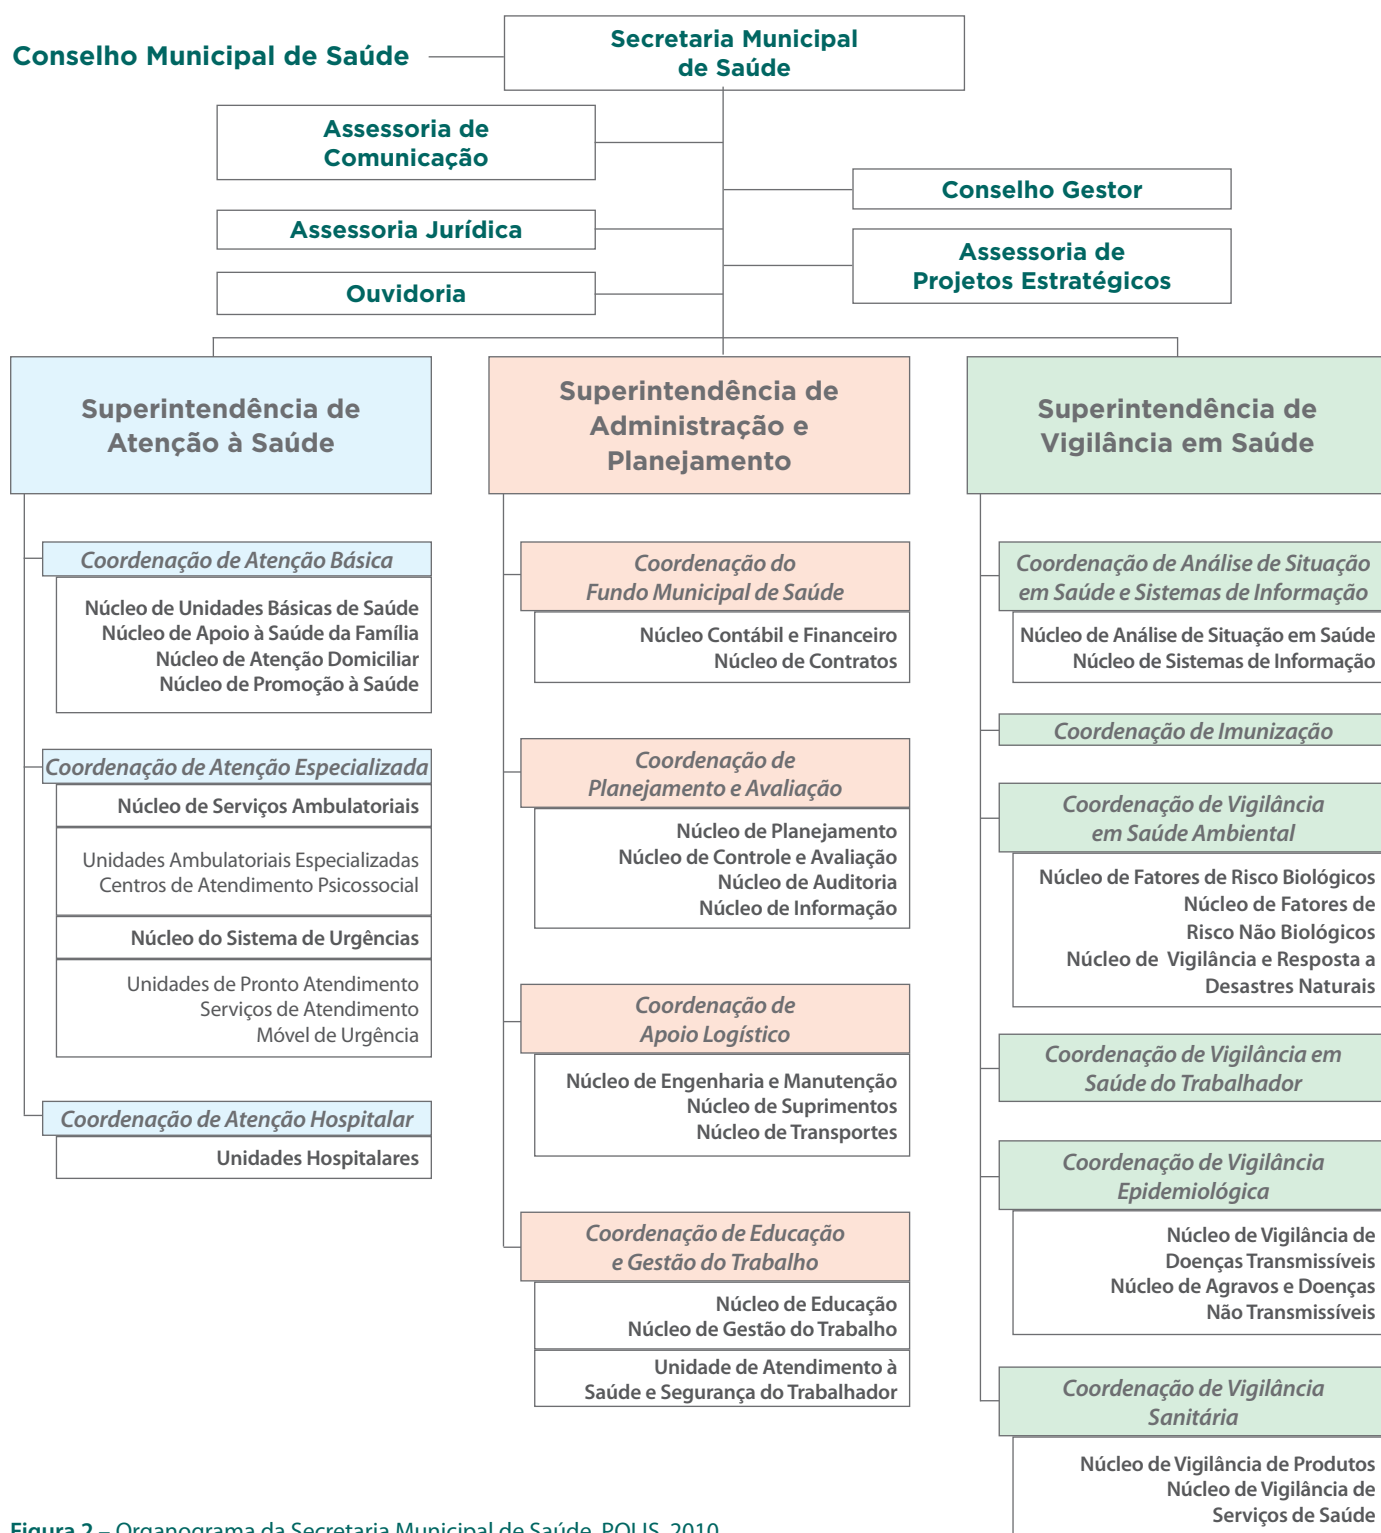 Conselho Municipal de Saúde
Secretaria Municipal
de Saúde
Assessoria de
Comunicação
Conselho Gestor
Assessoria Jurídica
Assessoria de
Projetos Estratégicos
Ouvidoria
Superintendência de
Atenção à Saúde
Coordenação de Atenção Básica
Núcleo de Unidades Básicas de Saúde
Núcleo de Apoio à Saúde da Família
Núcleo de Atenção Domiciliar
Núcleo de Promoção à Saúde
Coordenação de Atenção Especializada
Núcleo de Serviços Ambulatoriais
Unidades Ambulatoriais Especializadas
Centros de Atendimento Psicossocial
Núcleo do Sistema de Urgências
Unidades de Pronto Atendimento
Serviços de Atendimento
Móvel de Urgência
Coordenação de Atenção Hospitalar
Unidades Hospitalares
Superintendência de
Administração e
Planejamento
Coordenação do
Fundo Municipal de Saúde
Núcleo Contábil e Financeiro
Núcleo de Contratos
Coordenação de
Planejamento e Avaliação
Núcleo de Planejamento
Núcleo de Controle e Avaliação
Núcleo de Auditoria
Núcleo de Informação
Coordenação de
Apoio Logístico
Núcleo de Engenharia e Manutenção
Núcleo de Suprimentos
Núcleo de Transportes
Coordenação de Educação
e Gestão do Trabalho
Núcleo de Educação
Núcleo de Gestão do Trabalho
Unidade de Atendimento à
Saúde e Segurança do Trabalhador
Superintendência de
Vigilância em Saúde
Coordenação de Análise de Situação
em Saúde e Sistemas de Informação
Núcleo de Análise de Situação em Saúde
Núcleo de Sistemas de Informação
Coordenação de Imunização
Coordenação de Vigilância
em Saúde Ambiental
Núcleo de Fatores de Risco Biológicos
Núcleo de Fatores de
Risco Não Biológicos
Núcleo de Vigilância e Resposta a
Desastres Naturais
Coordenação de Vigilância em
Saúde do Trabalhador
Coordenação de Vigilância
Epidemiológica
Núcleo de Vigilância de
Doenças Transmissíveis
Núcleo de Agravos e Doenças
Não Transmissíveis
Coordenação de Vigilância
Sanitária
Núcleo de Vigilância de Produtos
Núcleo de Vigilância de
Serviços de Saúde
Figura 2 – Organograma da Secretaria Municipal de Saúde, POLIS, 2010